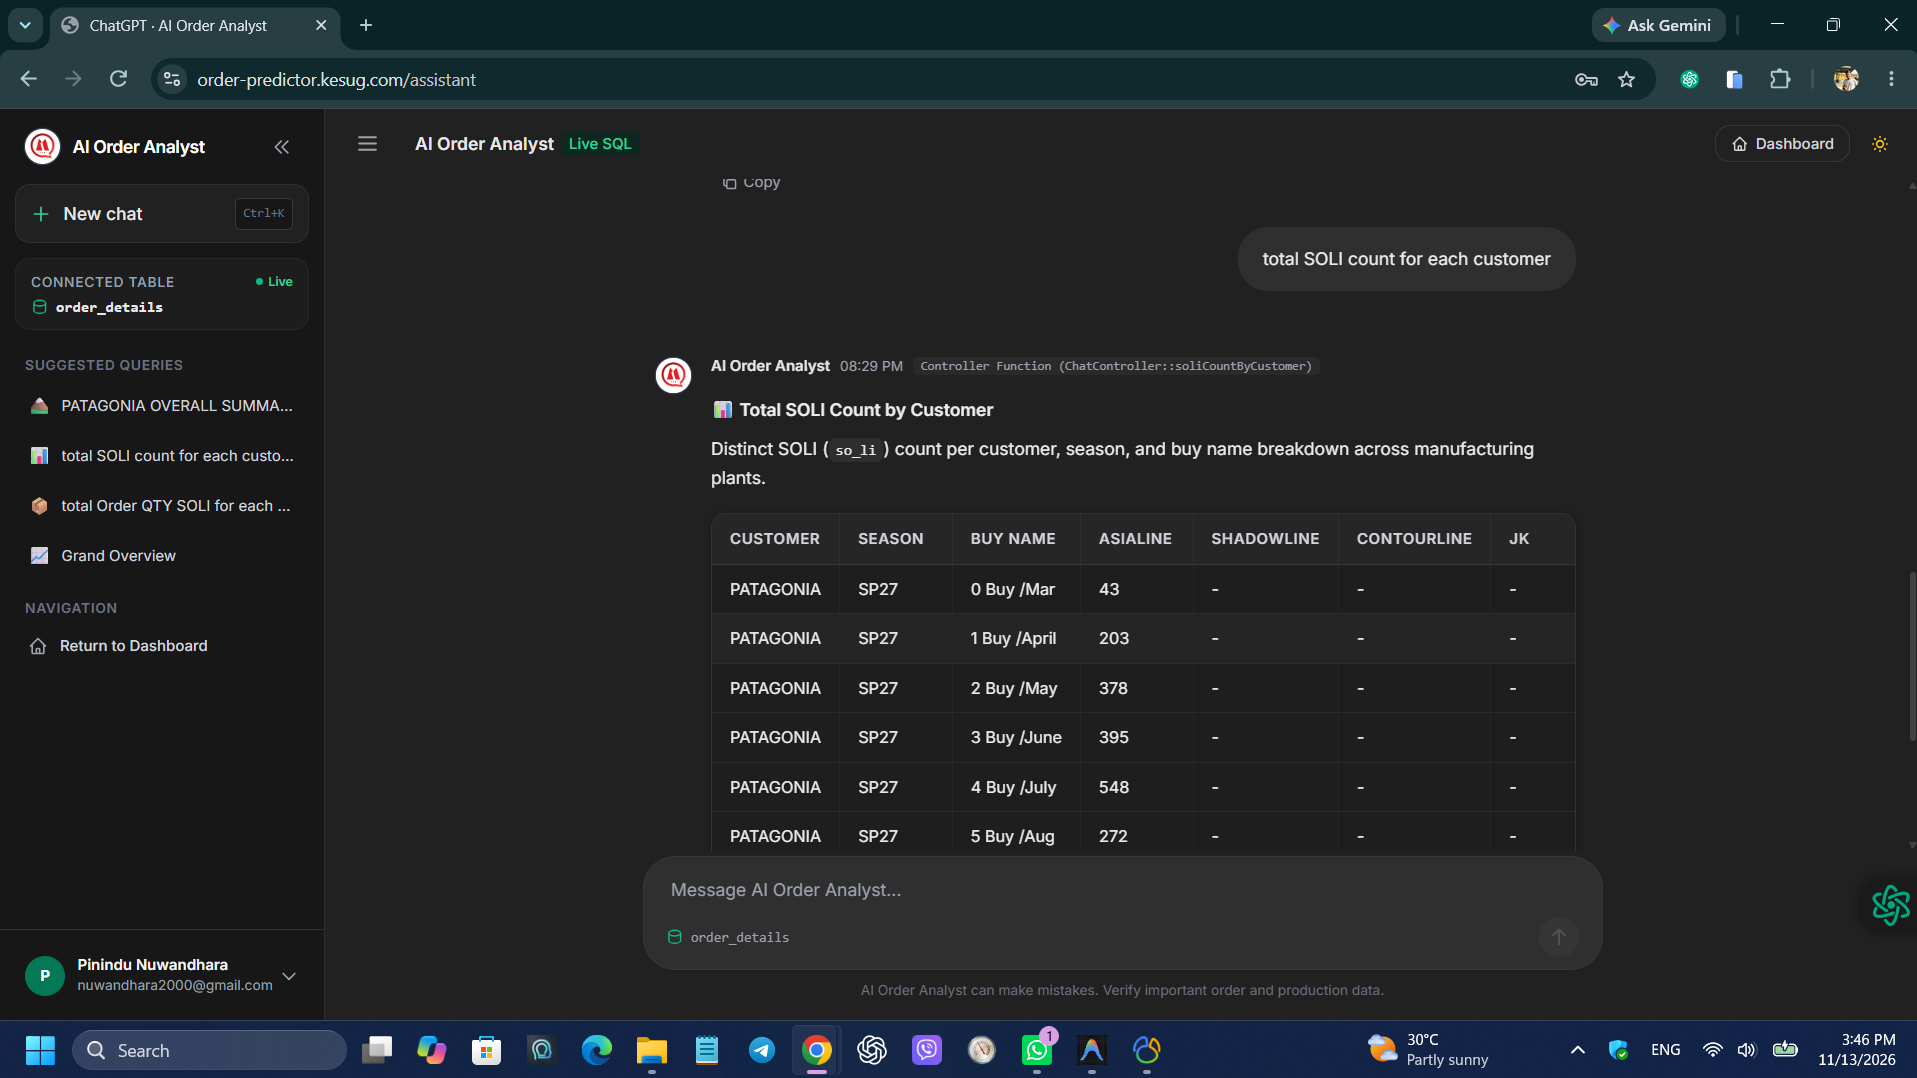 ChatGPT · AI Order Analyst
Ask Gemini
order-predictor.kesug.com/assistant
AI Order Analyst
New chat
Ctrl+K
CONNECTED TABLE
Live
order_details
SUGGESTED QUERIES
PATAGONIA OVERALL SUMMA...
total SOLI count for each custo...
total Order QTY SOLI for each ...
Grand Overview
NAVIGATION
Return to Dashboard
Pinindu Nuwandhara
nuwandhara2000@gmail.com
P
AI Order Analyst Live SQL
Dashboard
Copy
total SOLI count for each customer
AI Order Analyst 08:29 PM Controller Function (ChatController::soliCountByCustomer)
Total SOLI Count by Customer
Distinct SOLI ( so_li ) count per customer, season, and buy name breakdown across manufacturing
plants.
CUSTOMER SEASON BUY NAME ASIALINE SHADOWLINE CONTOURLINE JK
PATAGONIA SP27 0 Buy /Mar 43 - - -
PATAGONIA SP27 1 Buy /April 203 - - -
PATAGONIA SP27 2 Buy /May 378 - - -
PATAGONIA SP27 3 Buy /June 395 - - -
PATAGONIA SP27 4 Buy /July 548 - - -
PATAGONIA SP27 5 Buy /Aug 272 - - -
Message AI Order Analyst...
order_details
AI Order Analyst can make mistakes. Verify important order and production data.
Search
1
30°C
Partly sunny
ENG
3:46 PM
11/13/2026